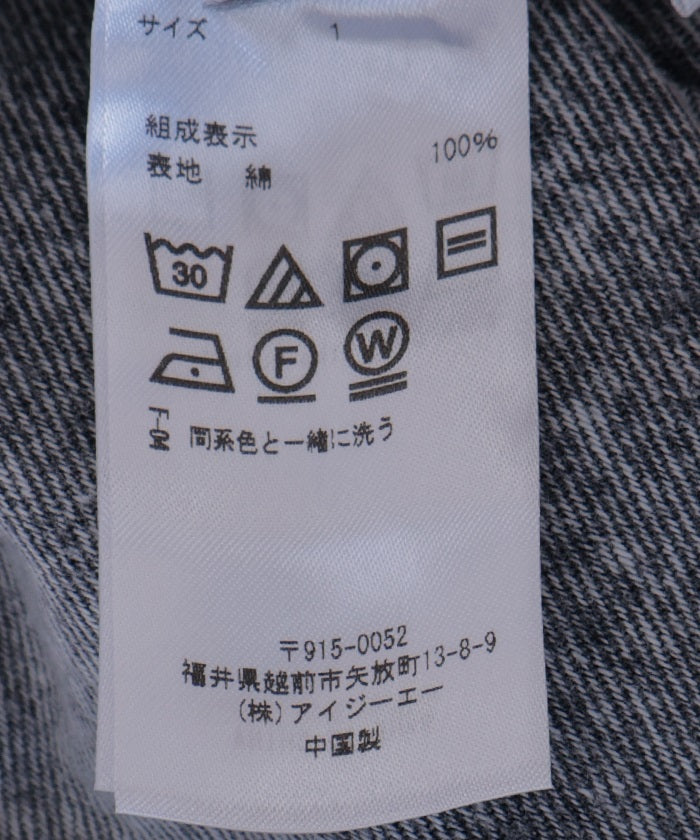 サイズ 1
組成表示
表地 綿 100%
30
F W
F-04 同系色と一緒に洗う
〒915-0052
福井県越前市矢放町13-8-9
(株)アイジーエー
中国製